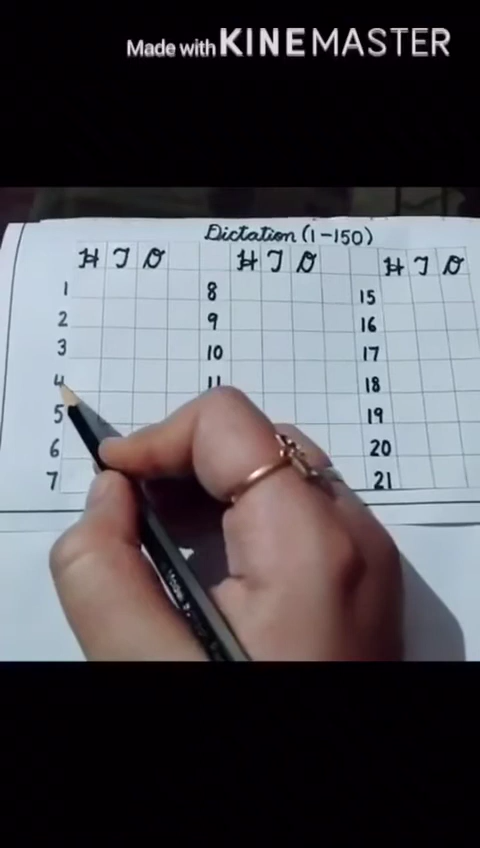 Made with KINEMASTER
Dictation (1-150)
H T O H T O H T O
1 8 15
2 9 16
3 10 17
4 11 18
5 19
6 20
7 21